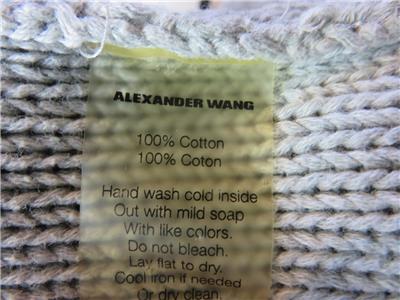 ALEXANDER WANG
100% Cotton
100% Coton
Hand wash cold inside
Out with mild soap
With like colors.
Do not bleach.
Lay flat to dry.
Cool iron if needed
Or dry clean